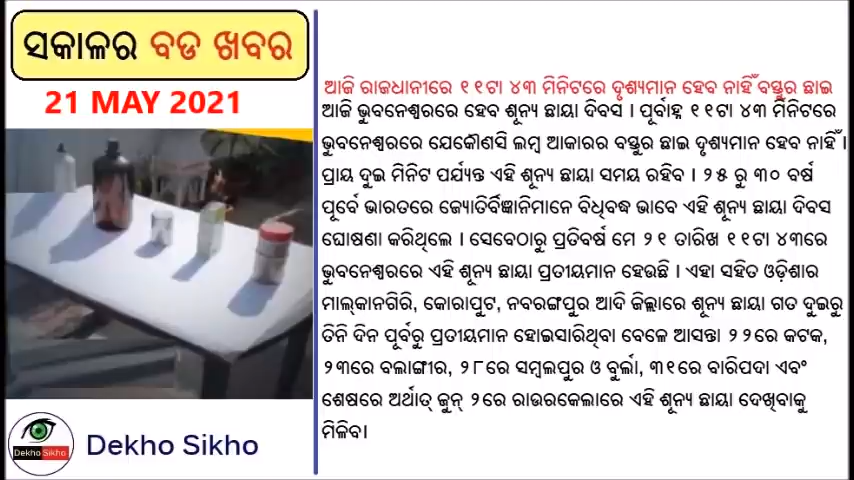 ସକାଳର ବଡ ଖବର
21 MAY 2021
Dekho Sikho
Dekho Sikho
ଆଜି ରାଜଧାନୀରେ ୧୧ଟା ୪୩ ମିନିଟରେ ଦୃଶ୍ୟମାନ ହେବ ନାହିଁ ବସ୍ତୁର ଛାଇ
ଆଜି ଭୁବନେଶ୍ୱରରେ ହେବ ଶୂନ୍ୟ ଛାୟା ଦିବସ । ପୂର୍ବାହ୍ନ ୧୧ଟା ୪୩ ମିନିଟରେ
ଭୁବନେଶ୍ୱରରେ ଯେକୌଣସି ଲମ୍ବ ଆକାରର ବସ୍ତୁର ଛାଇ ଦୃଶ୍ୟମାନ ହେବ ନାହିଁ ।
ପ୍ରାୟ ଦୁଇ ମିନିଟ ପର୍ଯ୍ୟନ୍ତ ଏହି ଶୂନ୍ୟ ଛାୟା ସମୟ ରହିବ । ୨୫ ରୁ ୩୦ ବର୍ଷ
ପୂର୍ବେ ଭାରତରେ ଜ୍ୟୋତିର୍ବିଜ୍ଞାନିମାନେ ବିଧିବଦ୍ଧ ଭାବେ ଏହି ଶୂନ୍ୟ ଛାୟା ଦିବସ
ଘୋଷଣା କରିଥିଲେ । ସେବେଠାରୁ ପ୍ରତିବର୍ଷ ମେ ୨୧ ତାରିଖ ୧୧ଟା ୪୩ରେ
ଭୁବନେଶ୍ୱରରେ ଏହି ଶୂନ୍ୟ ଛାୟା ପ୍ରତୀୟମାନ ହେଉଛି । ଏହା ସହିତ ଓଡ଼ିଶାର
ମାଲ୍‌କାନଗିରି, କୋରାପୁଟ, ନବରଙ୍ଗପୁର ଆଦି ଜିଲ୍ଲାରେ ଶୂନ୍ୟ ଛାୟା ଗତ ଦୁଇରୁ
ତିନି ଦିନ ପୂର୍ବରୁ ପ୍ରତୀୟମାନ ହୋଇସାରିଥିବା ବେଳେ ଆସନ୍ତା ୨୨ରେ କଟକ,
୨୩ରେ ବଲାଙ୍ଗୀର, ୨୮ରେ ସମ୍ବଲପୁର ଓ ବୁର୍ଲା, ୩୧ରେ ବାରିପଦା ଏବଂ
ଶେଷରେ ଅର୍ଥାତ୍ ଜୁନ୍ ୨ରେ ରାଉରକେଲାରେ ଏହି ଶୂନ୍ୟ ଛାୟା ଦେଖିବାକୁ
ମିଳିବ।